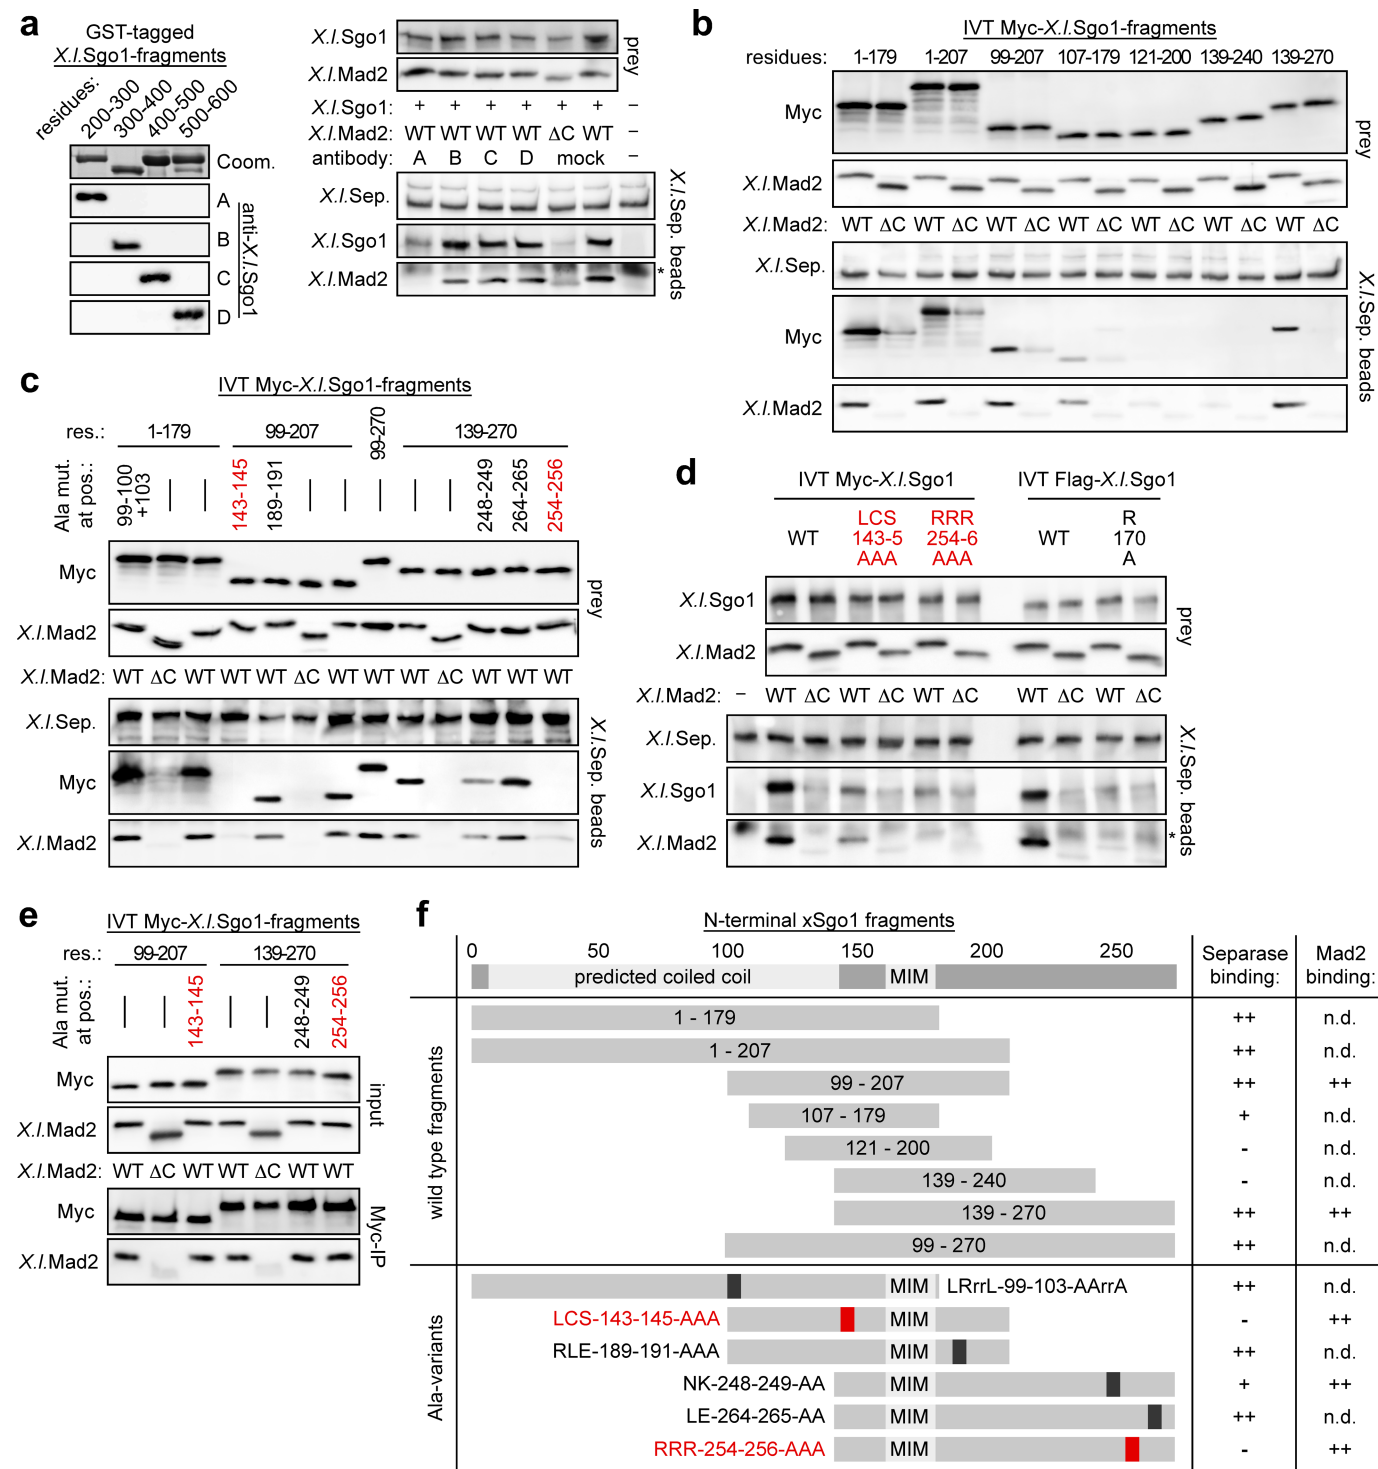 a
GST-tagged
X.l.Sgo1-fragments
residues:
200-300
300-400
400-500
500-600
Coom.
A
B
C
D
anti-X.l.Sgo1
X.l.Sgo1
X.l.Mad2
prey
X.l.Sgo1: + + + + + + –
X.l.Mad2: WT WT WT WT ΔC WT –
antibody: A B C D mock –
X.l.Sep.
X.l.Sgo1
X.l.Mad2
*
X.l.Sep. beads
b
IVT Myc-X.l.Sgo1-fragments
residues: 1-179 1-207 99-207 107-179 121-200 139-240 139-270
Myc
X.l.Mad2
prey
X.l.Mad2: WT ΔC WT ΔC WT ΔC WT ΔC WT ΔC WT ΔC WT ΔC
X.l.Sep.
Myc
X.l.Mad2
X.l.Sep. beads
c
IVT Myc-X.l.Sgo1-fragments
res.: 1-179 99-207 99-270 139-270
Ala mut.
at pos.:
99-100
+103
—
—
143-145
189-191
—
—
—
—
248-249
264-265
254-256
Myc
X.l.Mad2
prey
X.l.Mad2: WT ΔC WT WT WT ΔC WT WT WT ΔC WT WT WT
X.l.Sep.
Myc
X.l.Mad2
X.l.Sep. beads
d
IVT Myc-X.l.Sgo1 IVT Flag-X.l.Sgo1
WT
LCS
143-5
AAA
RRR
254-6
AAA
WT
R
170
A
X.l.Sgo1
X.l.Mad2
prey
X.l.Mad2: – WT ΔC WT ΔC WT ΔC WT ΔC WT ΔC
X.l.Sep.
X.l.Sgo1
X.l.Mad2
*
X.l.Sep. beads
e
IVT Myc-X.l.Sgo1-fragments
res.: 99-207 139-270
Ala mut.
at pos.:
—
—
143-145
—
—
248-249
254-256
Myc
X.l.Mad2
input
X.l.Mad2: WT ΔC WT WT ΔC WT WT
Myc
X.l.Mad2
Myc-IP
f
N-terminal xSgo1 fragments
0 50 100 150 200 250
predicted coiled coil MIM
Separase
binding:
Mad2
binding:
wild type fragments
1 - 179 ++ n.d.
1 - 207 ++ n.d.
99 - 207 ++ ++
107 - 179 + n.d.
121 - 200 - n.d.
139 - 240 - n.d.
139 - 270 ++ ++
99 - 270 ++ n.d.
Ala-variants
MIM LRrrL-99-103-AArrA ++ n.d.
LCS-143-145-AAA MIM - ++
RLE-189-191-AAA MIM ++ n.d.
NK-248-249-AA MIM + ++
LE-264-265-AA MIM ++ n.d.
RRR-254-256-AAA MIM - ++